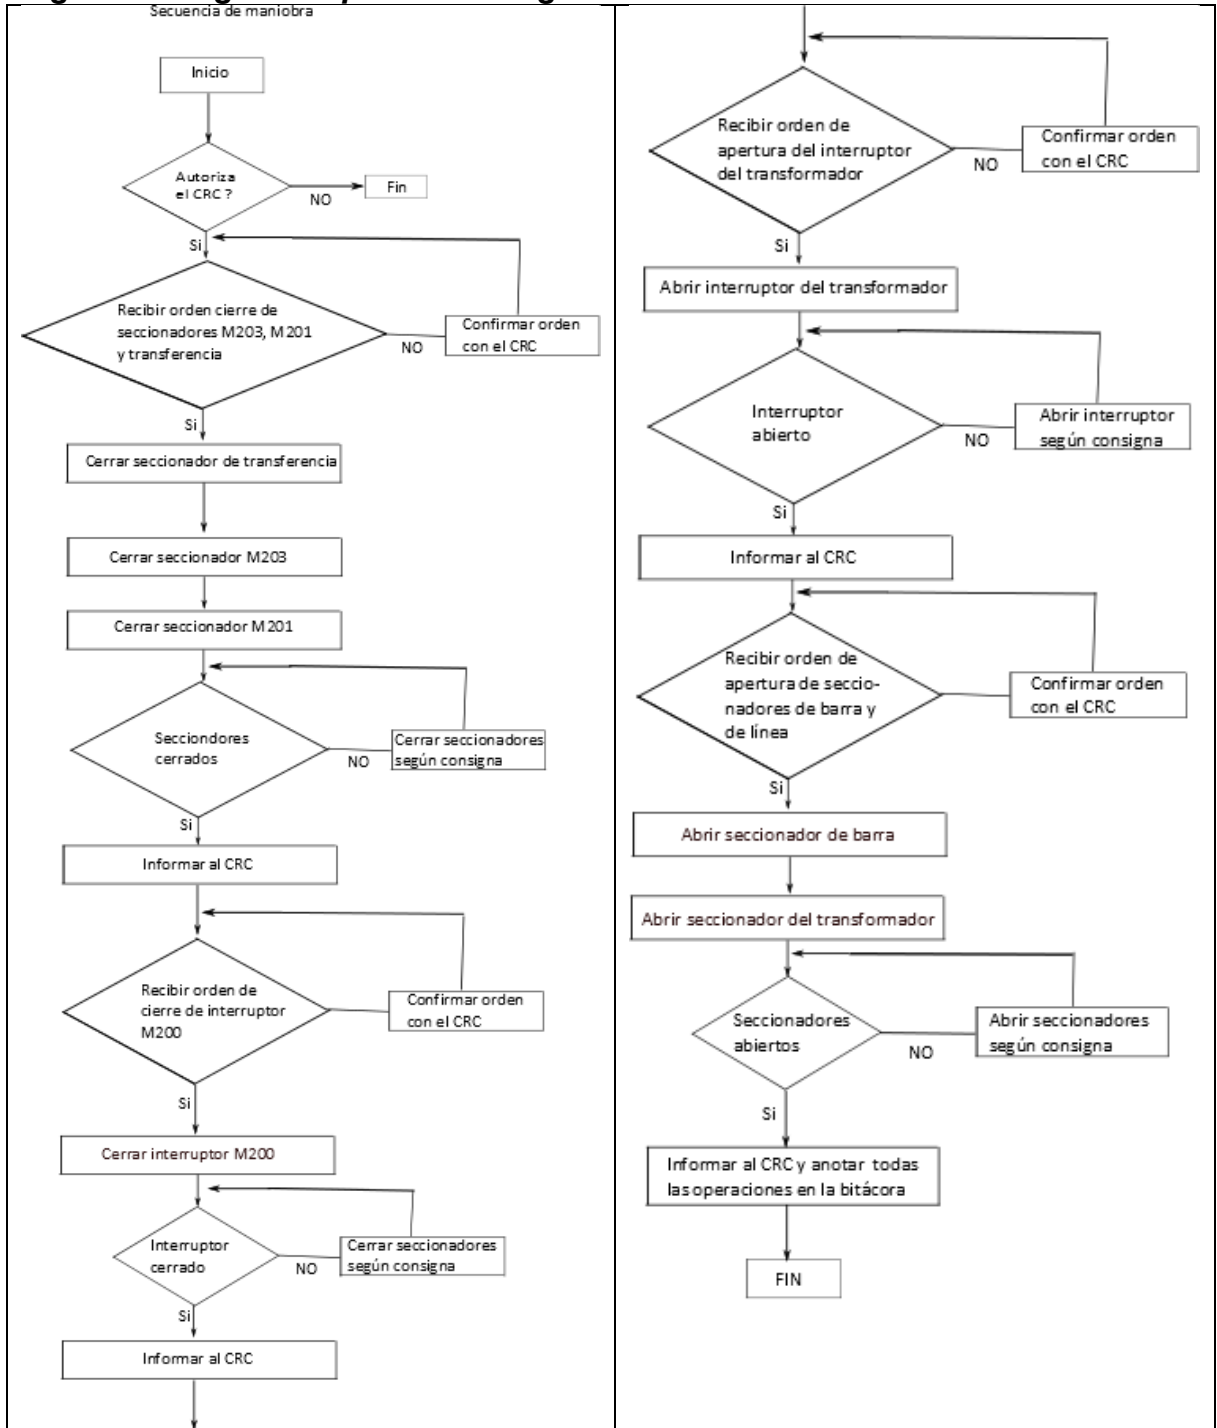 Secuencia de maniobra
Inicio
Autoriza
el CRC ?
NO
Fin
Si
Recibir orden cierre de
seccionadores M203, M201
y transferencia
NO
Confirmar orden
con el CRC
Si
Cerrar seccionador de transferencia
Cerrar seccionador M203
Cerrar seccionador M201
Secciondores
cerrados
NO
Cerrar seccionadores
según consigna
Si
Informar al CRC
Recibir orden de
cierre de interruptor
M200
NO
Confirmar orden
con el CRC
Si
Cerrar interruptor M200
Interruptor
cerrado
NO
Cerrar seccionadores
según consigna
Si
Informar al CRC
Recibir orden de
apertura del interruptor
del transformador
NO
Confirmar orden
con el CRC
Si
Abrir interruptor del transformador
Interruptor
abierto
NO
Abrir interruptor
según consigna
Si
Informar al CRC
Recibir orden de
apertura de seccio-
nadores de barra y
de línea
Confirmar orden
con el CRC
Si
Abrir seccionador de barra
Abrir seccionador del transformador
Seccionadores
abiertos
NO
Abrir seccionadores
según consigna
Si
Informar al CRC y anotar todas
las operaciones en la bitácora
FIN